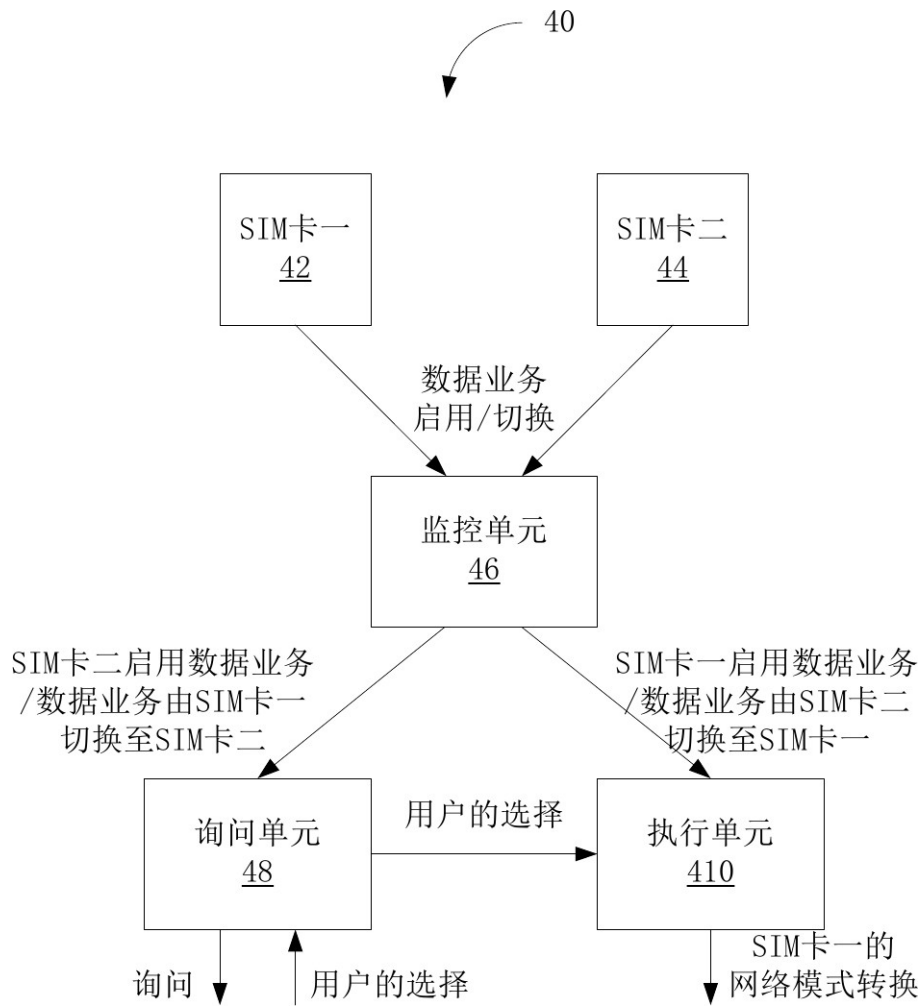 40
SIM卡一
42
SIM卡二
44
数据业务
启用/切换
监控单元
46
SIM卡二启用数据业务
/数据业务由SIM卡一
切换至SIM卡二
SIM卡一启用数据业务
/数据业务由SIM卡二
切换至SIM卡一
询问单元
48
用户的选择
执行单元
410
询问
用户的选择
SIM卡一的
网络模式转换